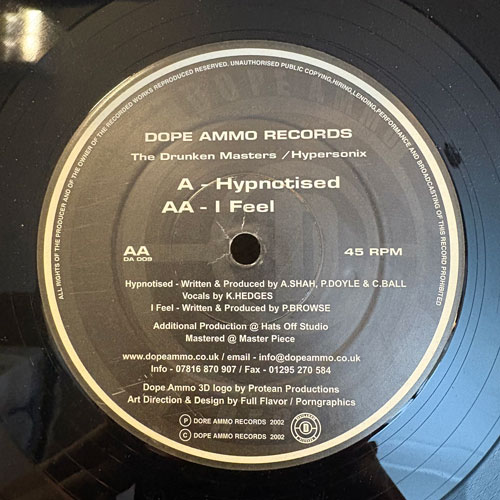 ALL RIGHTS OF THE PRODUCER AND OF THE OWNER OF THE RECORDED WORKS REPRODUCED RESERVED. UNAUTHORISED PUBLIC COPYING,HIRING,LENDING,PERFORMANCE AND BROADCASTING OF THIS RECORD PROHIBITED
DOPE AMMO RECORDS
The Drunken Masters /Hypersonix
A - Hypnotised
AA - I Feel
AA 45 RPM
DA 009
Hypnotised - Written & Produced by A.SHAH, P.DOYLE & C.BALL
Vocals by K.HEDGES
I Feel - Written & Produced by P.BROWSE
Additional Production @ Hats Off Studio
Mastered @ Master Piece
www.dopeammo.co.uk / email - info@dopeammo.co.uk
Info - 07816 870 907 / Fax - 01295 270 584
Dope Ammo 3D logo by Protean Productions
Art Direction & Design by Full Flavor / Porngraphics
Ⓟ DOPE AMMO RECORDS 2002
© DOPE AMMO RECORDS 2002